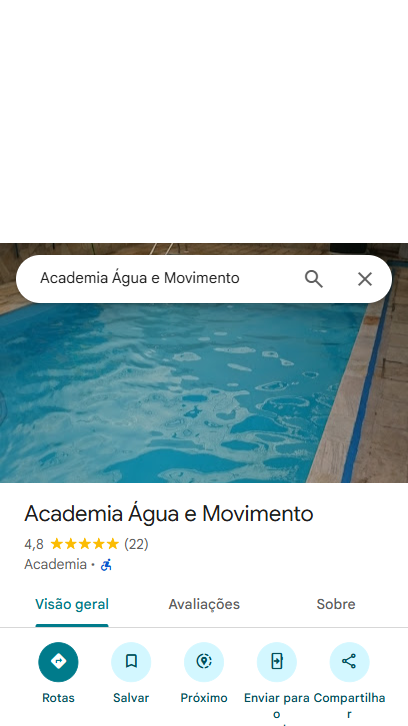 Academia Água e Movimento
Academia Água e Movimento
4,8 (22)
Academia ·
Visão geral Avaliações Sobre
Rotas Salvar Próximo Enviar para o Compartilhar